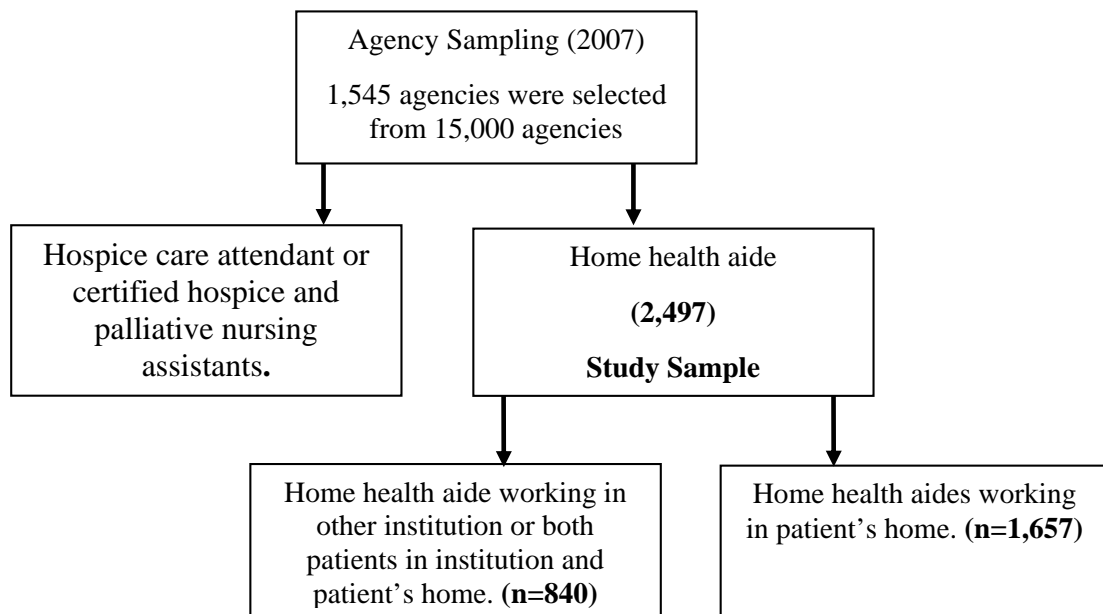 Agency Sampling (2007)
1,545 agencies were selected
from 15,000 agencies
Hospice care attendant or
certified hospice and
palliative nursing
assistants.
Home health aide
(2,497)
Study Sample
Home health aide working in
other institution or both
patients in institution and
patient's home. (n=840)
Home health aides working
in patient's home. (n=1,657)